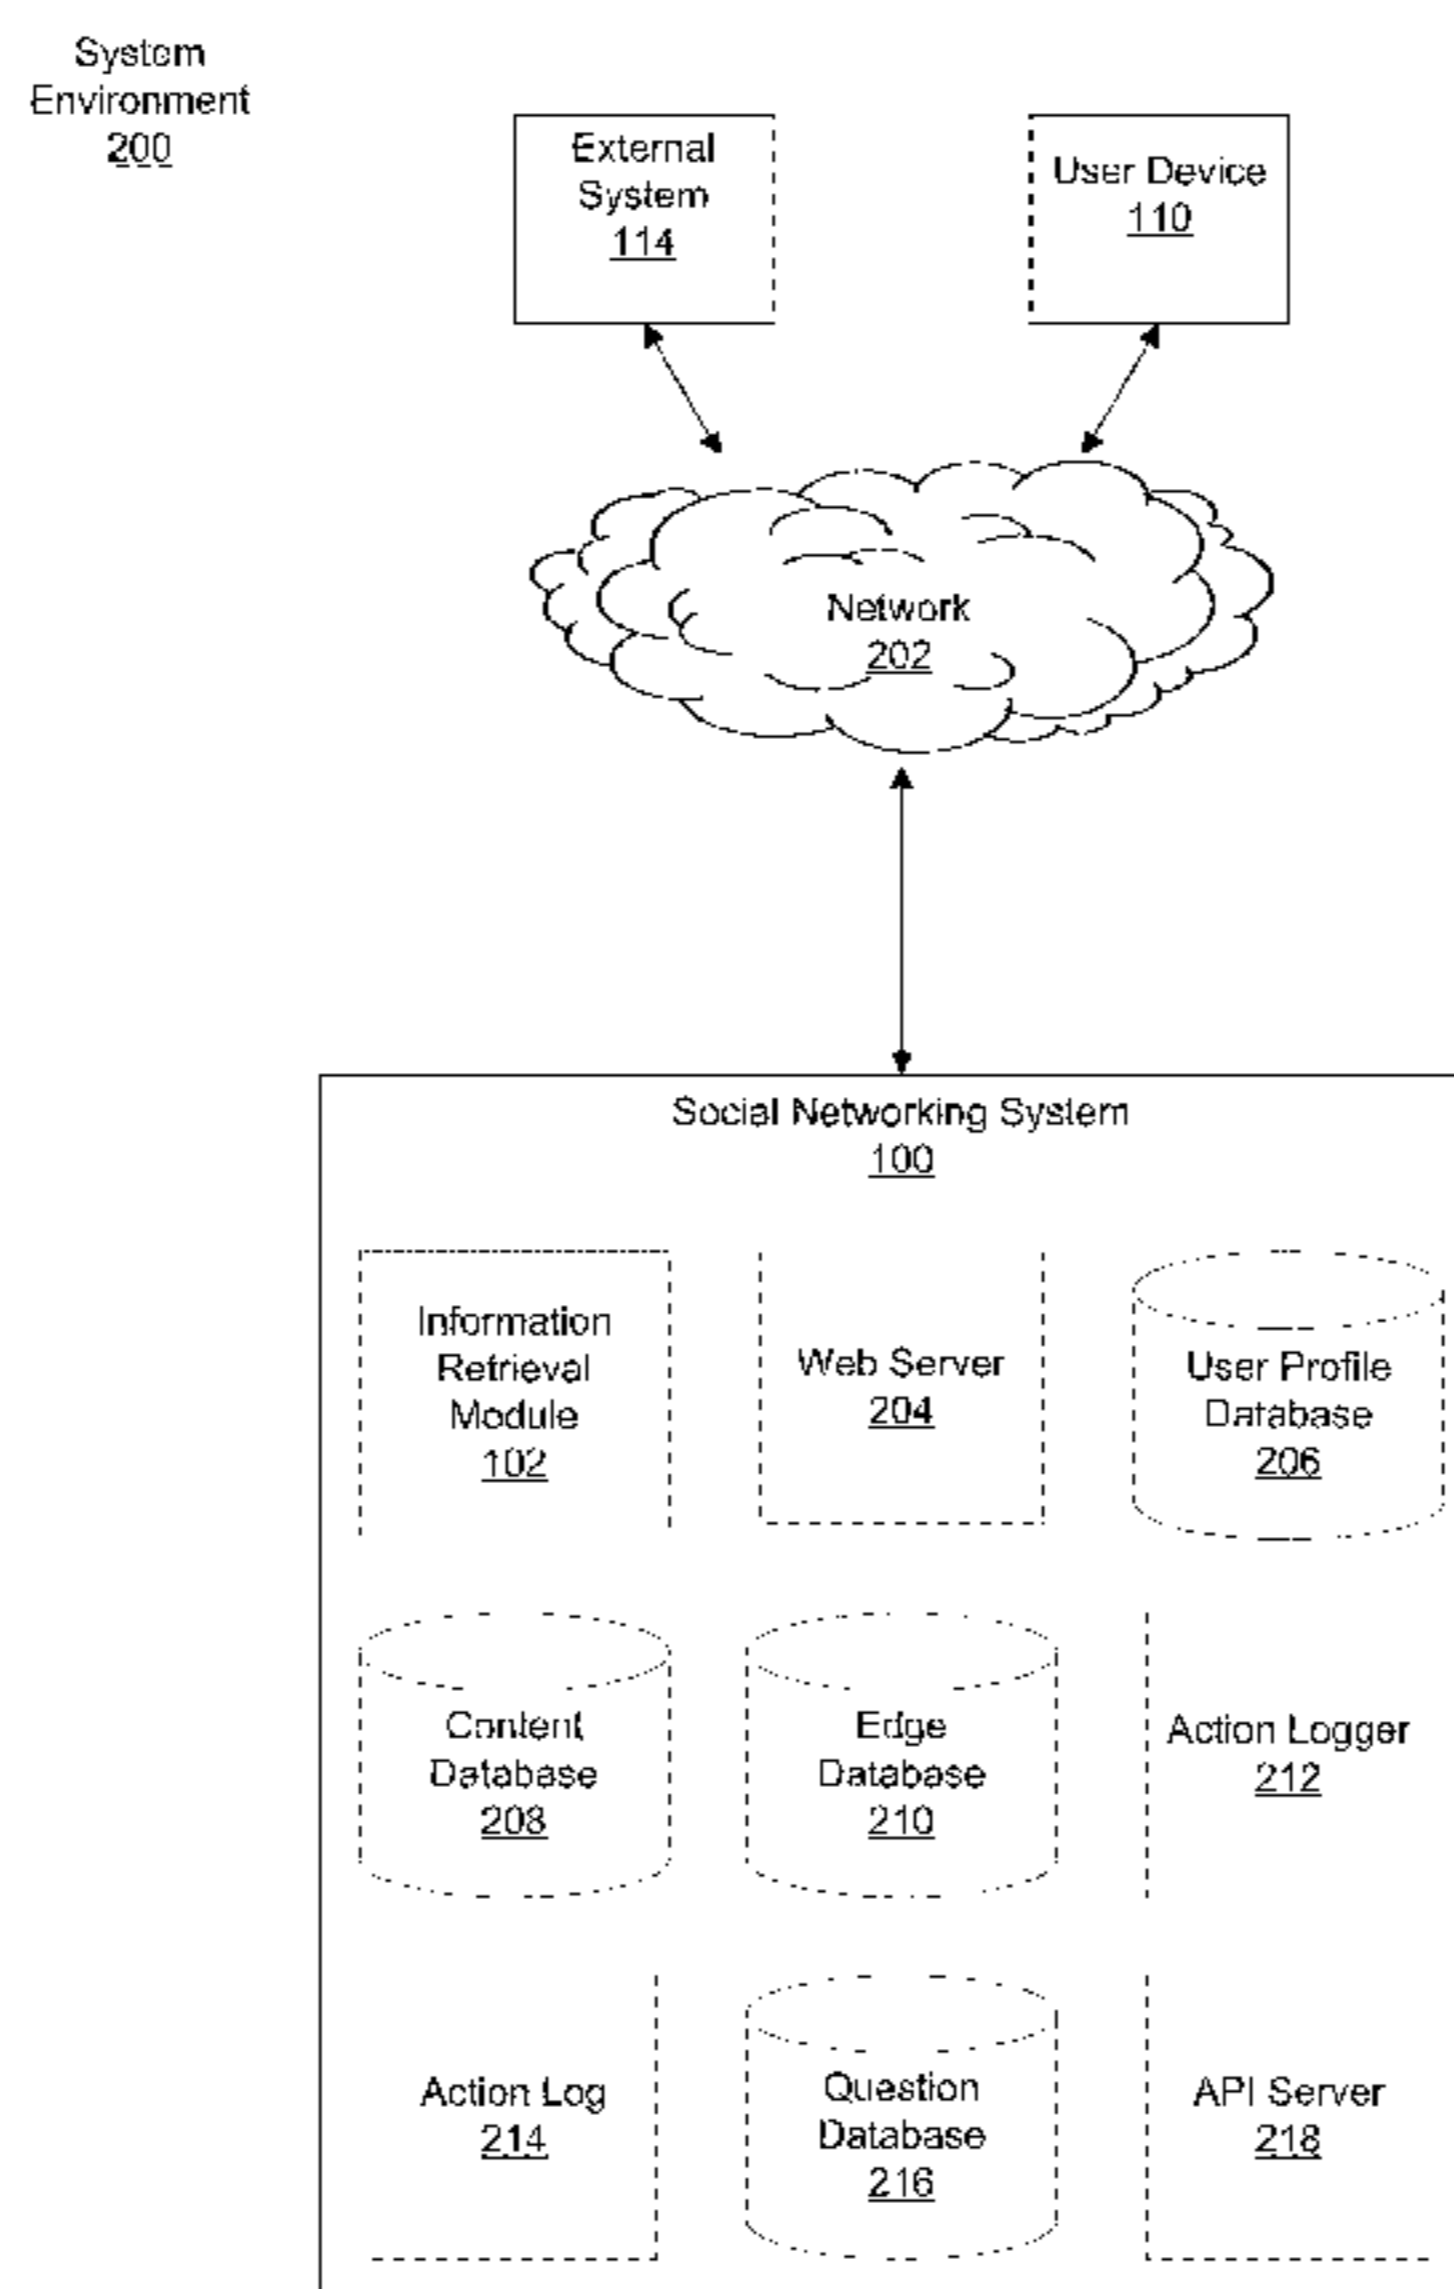 System
Environment
200
External
System
114
User Device
110
Network
202
Social Networking System
100
Information
Retrieval
Module
102
Web Server
204
User Profile
Database
206
Content
Database
208
Edge
Database
210
Action Logger
212
Action Log
214
Question
Database
216
API Server
218